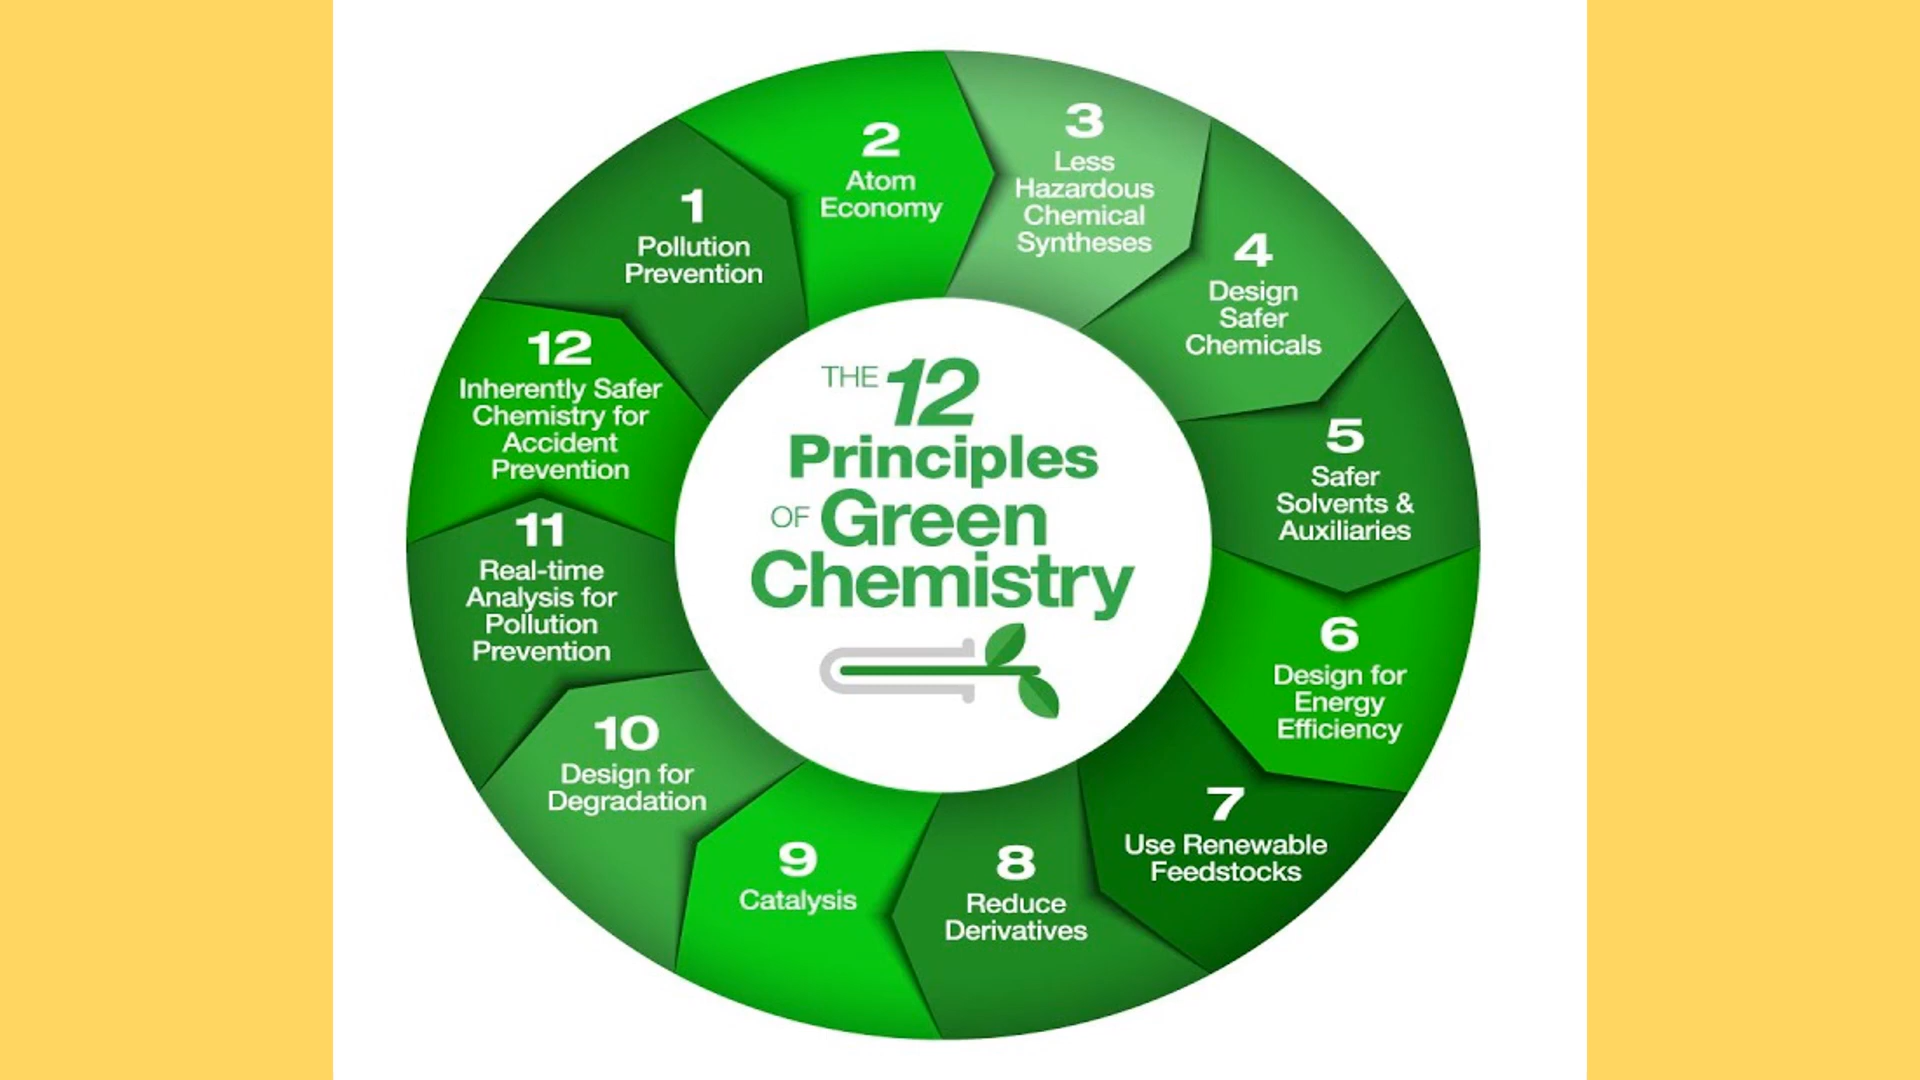 THE 12
Principles
OF Green
Chemistry
1
Pollution
Prevention
2
Atom
Economy
3
Less
Hazardous
Chemical
Syntheses
4
Design
Safer
Chemicals
5
Safer
Solvents &
Auxiliaries
6
Design for
Energy
Efficiency
7
Use Renewable
Feedstocks
8
Reduce
Derivatives
9
Catalysis
10
Design for
Degradation
11
Real-time
Analysis for
Pollution
Prevention
12
Inherently Safer
Chemistry for
Accident
Prevention